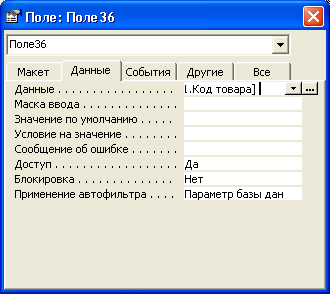 Поле: Поле36
Поле36
Макет Данные События Другие Все
Данные . . . . . . . . . . . . . . . . . . 1.Код товара] ...
Маска ввода . . . . . . . . . . . . . .
Значение по умолчанию . . . . .
Условие на значение . . . . . . . .
Сообщение об ошибке . . . . . . .
Доступ . . . . . . . . . . . . . . . . . . Да
Блокировка . . . . . . . . . . . . . . Нет
Применение автофильтра . . . . Параметр базы дан